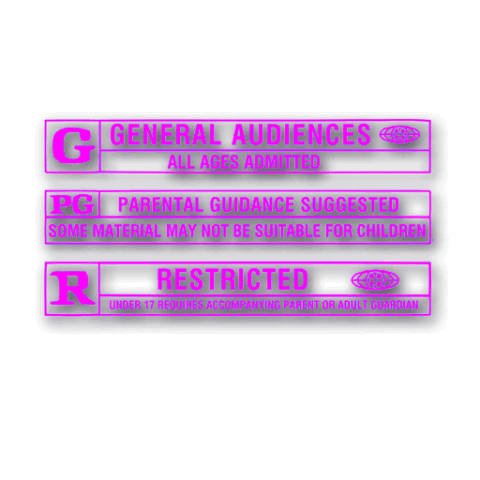 G
GENERAL AUDIENCES
ALL AGES ADMITTED
PG
PARENTAL GUIDANCE SUGGESTED
SOME MATERIAL MAY NOT BE SUITABLE FOR CHILDREN
R
RESTRICTED
UNDER 17 REQUIRES ACCOMPANYING PARENT OR ADULT GUARDIAN